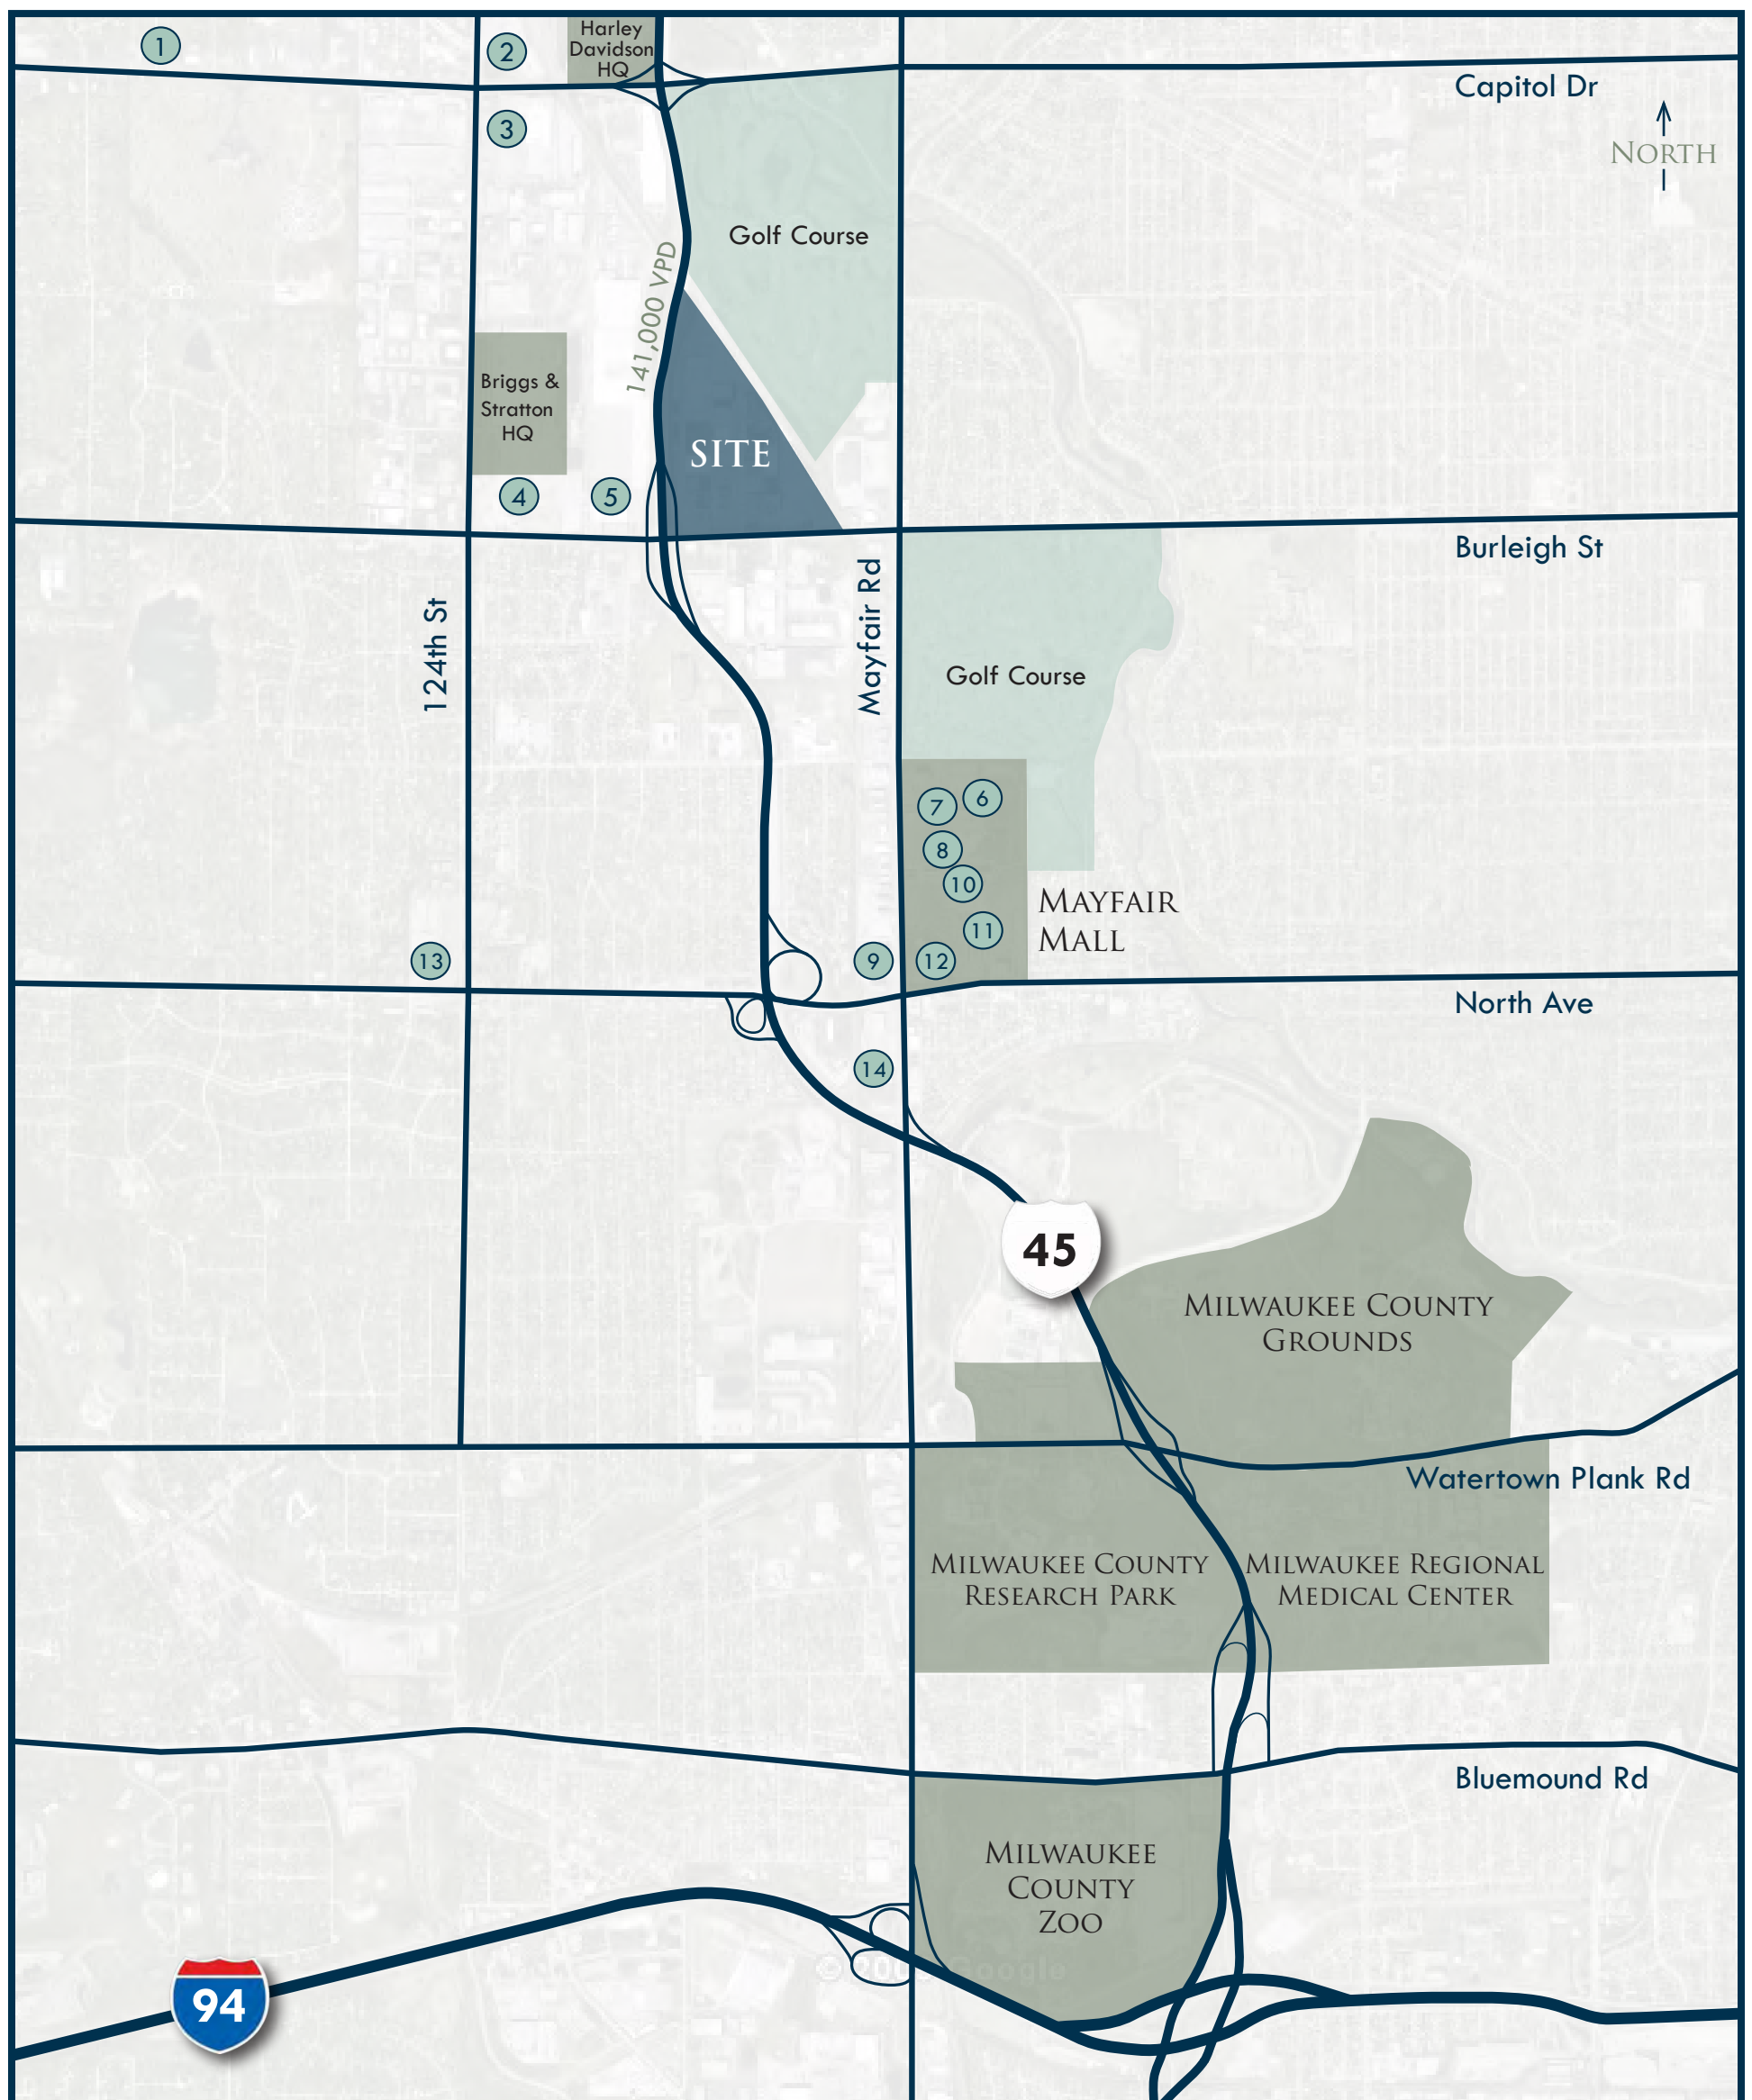 1
2
Harley
Davidson
HQ
Capitol Dr
3
NORTH
Golf Course
141,000 VPD
Briggs &
Stratton
HQ
SITE
4
5
Burleigh St
124th St
Mayfair Rd
Golf Course
7
6
8
10
MAYFAIR
MALL
11
13
9
12
North Ave
14
45
MILWAUKEE COUNTY
GROUNDS
Watertown Plank Rd
MILWAUKEE COUNTY
RESEARCH PARK
MILWAUKEE REGIONAL
MEDICAL CENTER
Bluemound Rd
MILWAUKEE
COUNTY
ZOO
94